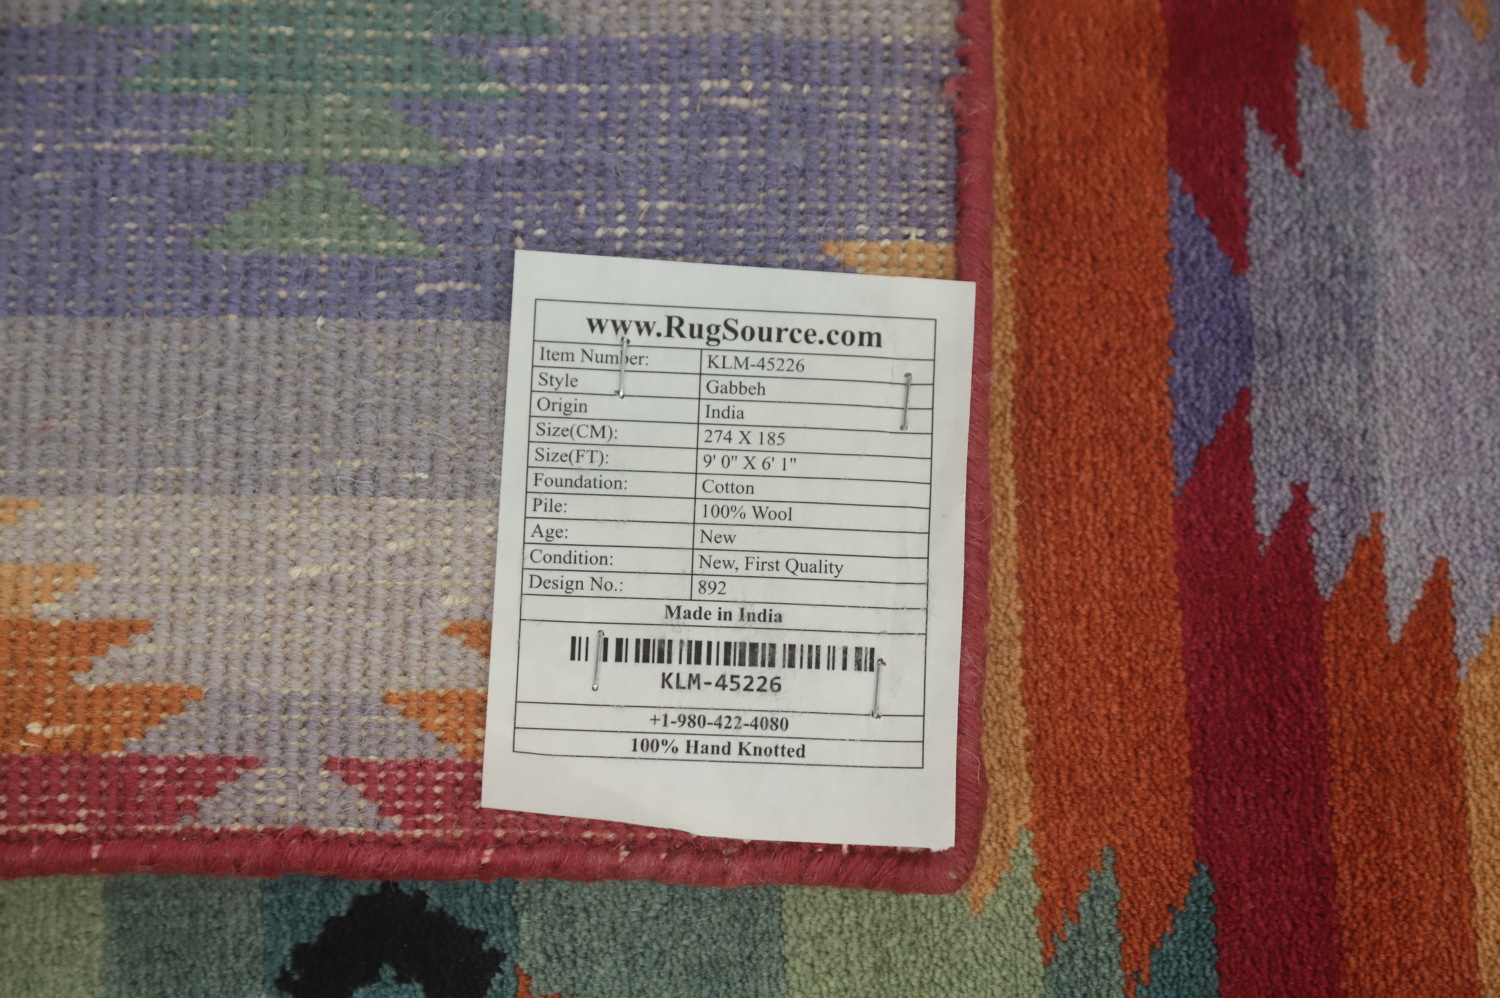 www.RugSource.com
Item Number: KLM-45226
Style Gabbeh
Origin India
Size(CM): 274 X 185
Size(FT): 9' 0" X 6' 1"
Foundation: Cotton
Pile: 100% Wool
Age: New
Condition: New, First Quality
Design No.: 892
Made in India
KLM-45226
+1-980-422-4080
100% Hand Knotted